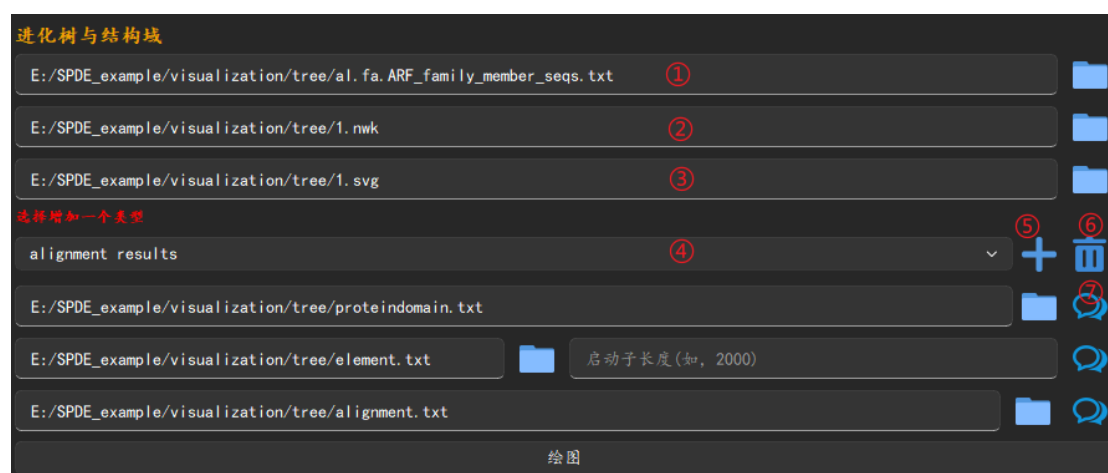 进化树与结构域
E:/SPDE_example/visualization/tree/al.fa.ARF_family_member_seqs.txt ①
E:/SPDE_example/visualization/tree/1.nwk ②
E:/SPDE_example/visualization/tree/1.svg ③
选择增加一个类型 ⑤ ⑥
alignment results ④
E:/SPDE_example/visualization/tree/proteindomain.txt ⑦
E:/SPDE_example/visualization/tree/element.txt 启动子长度(如, 2000)
E:/SPDE_example/visualization/tree/alignment.txt
绘图